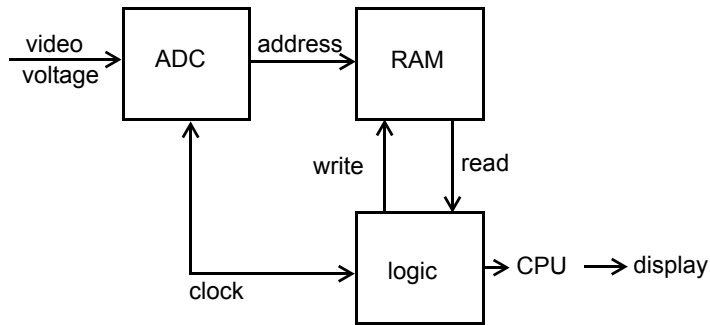 video
voltage
ADC
address
RAM
write
read
clock
logic
CPU
display